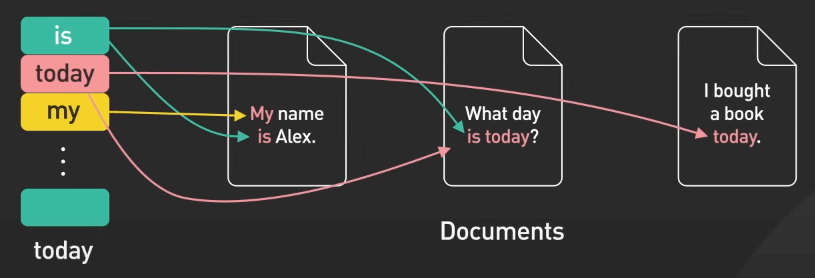 is
today
my
today
My name
is Alex.
What day
is today?
I bought
a book
today.
Documents